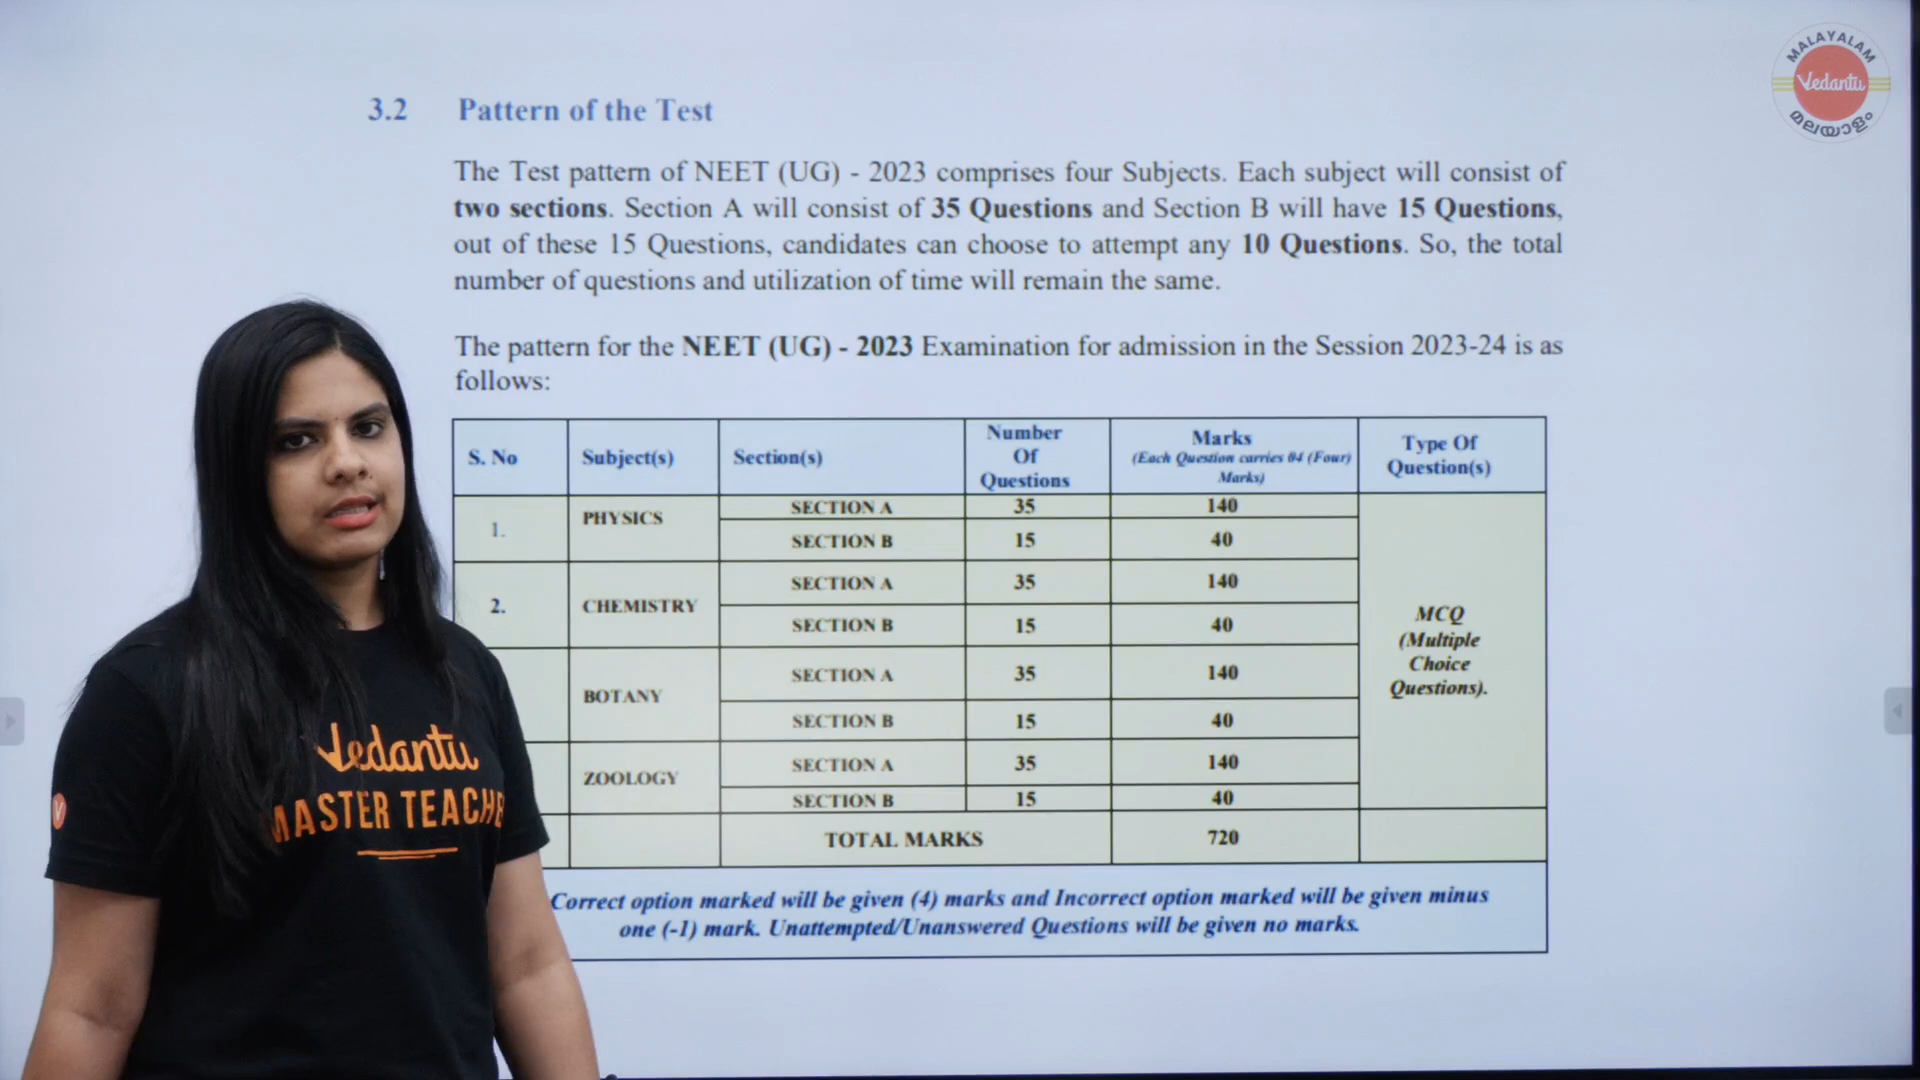 MALAYALAM
Vedantu
മലയാളം
3.2 Pattern of the Test
The Test pattern of NEET (UG) - 2023 comprises four Subjects. Each subject will consist of
two sections. Section A will consist of 35 Questions and Section B will have 15 Questions,
out of these 15 Questions, candidates can choose to attempt any 10 Questions. So, the total
number of questions and utilization of time will remain the same.
The pattern for the NEET (UG) - 2023 Examination for admission in the Session 2023-24 is as
follows:
S. No Subject(s) Section(s) Number Of Questions Marks (Each Question carries 04 (Four) Marks) Type Of Question(s)
1. PHYSICS SECTION A 35 140
SECTION B 15 40
2. CHEMISTRY SECTION A 35 140
SECTION B 15 40
BOTANY SECTION A 35 140
SECTION B 15 40
ZOOLOGY SECTION A 35 140
SECTION B 15 40
MCQ
(Multiple
Choice
Questions).
TOTAL MARKS 720
Correct option marked will be given (4) marks and Incorrect option marked will be given minus
one (-1) mark. Unattempted/Unanswered Questions will be given no marks.
Vedantu
MASTER TEACHE
V